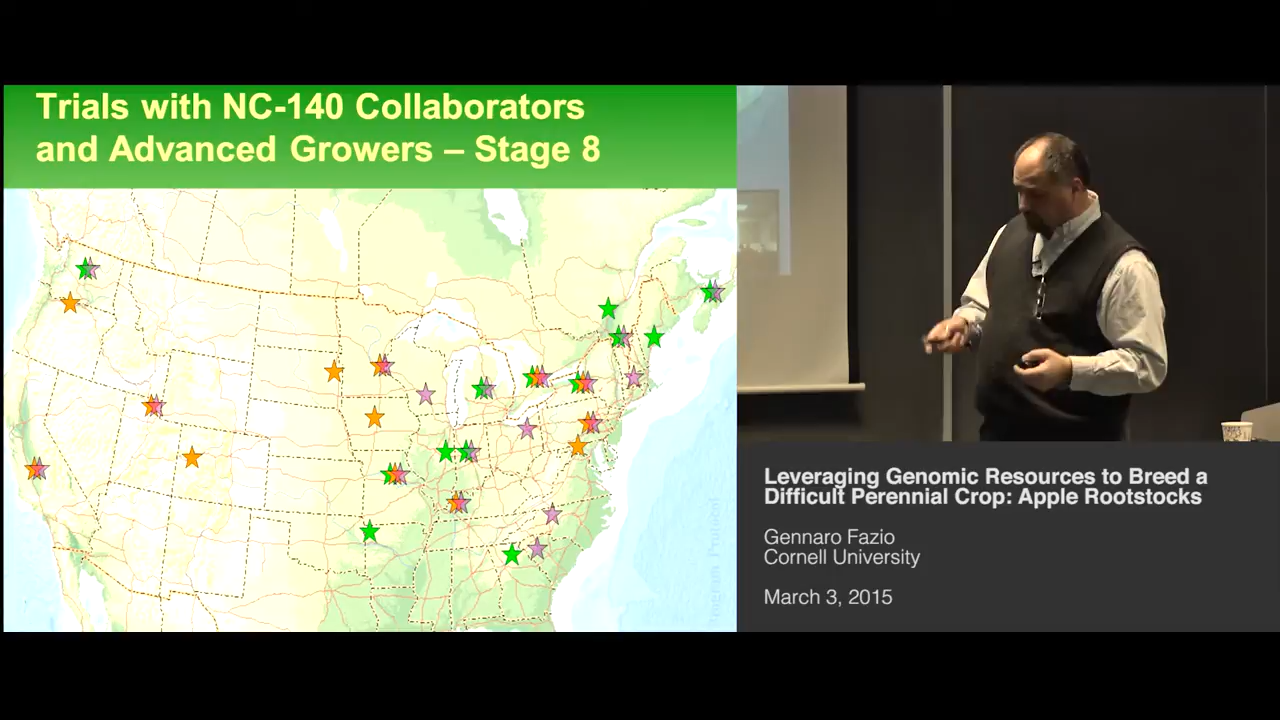 Trials with NC-140 Collaborators
and Advanced Growers – Stage 8
Leveraging Genomic Resources to Breed a
Difficult Perennial Crop: Apple Rootstocks
Gennaro Fazio
Cornell University
March 3, 2015